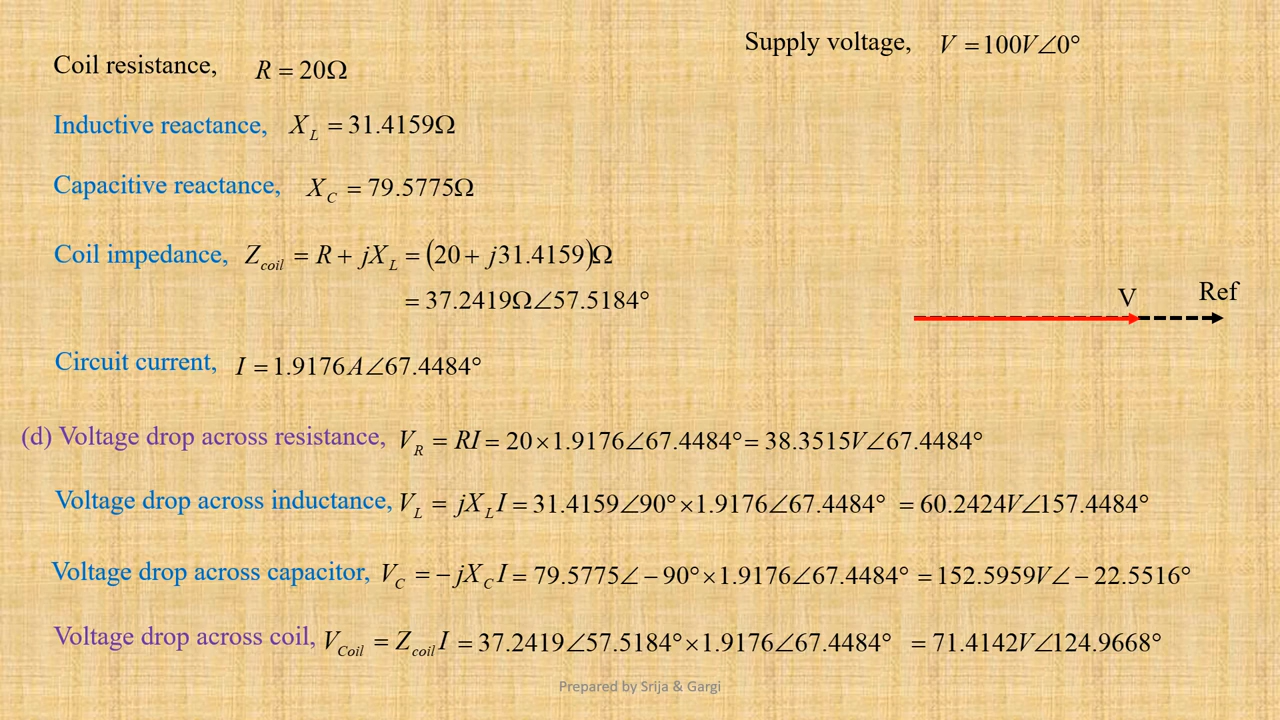 Supply voltage, V = 100V∠0°
Coil resistance, R = 20Ω
Inductive reactance, X_L = 31.4159Ω
Capacitive reactance, X_C = 79.5775Ω
Coil impedance, Z_coil = R + jX_L = (20 + j31.4159)Ω
= 37.2419Ω∠57.5184°
V Ref
Circuit current, I = 1.9176A∠67.4484°
(d) Voltage drop across resistance, V_R = RI = 20×1.9176∠67.4484° = 38.3515V∠67.4484°
Voltage drop across inductance, V_L = jX_L I = 31.4159∠90°×1.9176∠67.4484° = 60.2424V∠157.4484°
Voltage drop across capacitor, V_C = −jX_C I = 79.5775∠−90°×1.9176∠67.4484° = 152.5959V∠−22.5516°
Voltage drop across coil, V_Coil = Z_coil I = 37.2419∠57.5184°×1.9176∠67.4484° = 71.4142V∠124.9668°
Prepared by Srija & Gargi